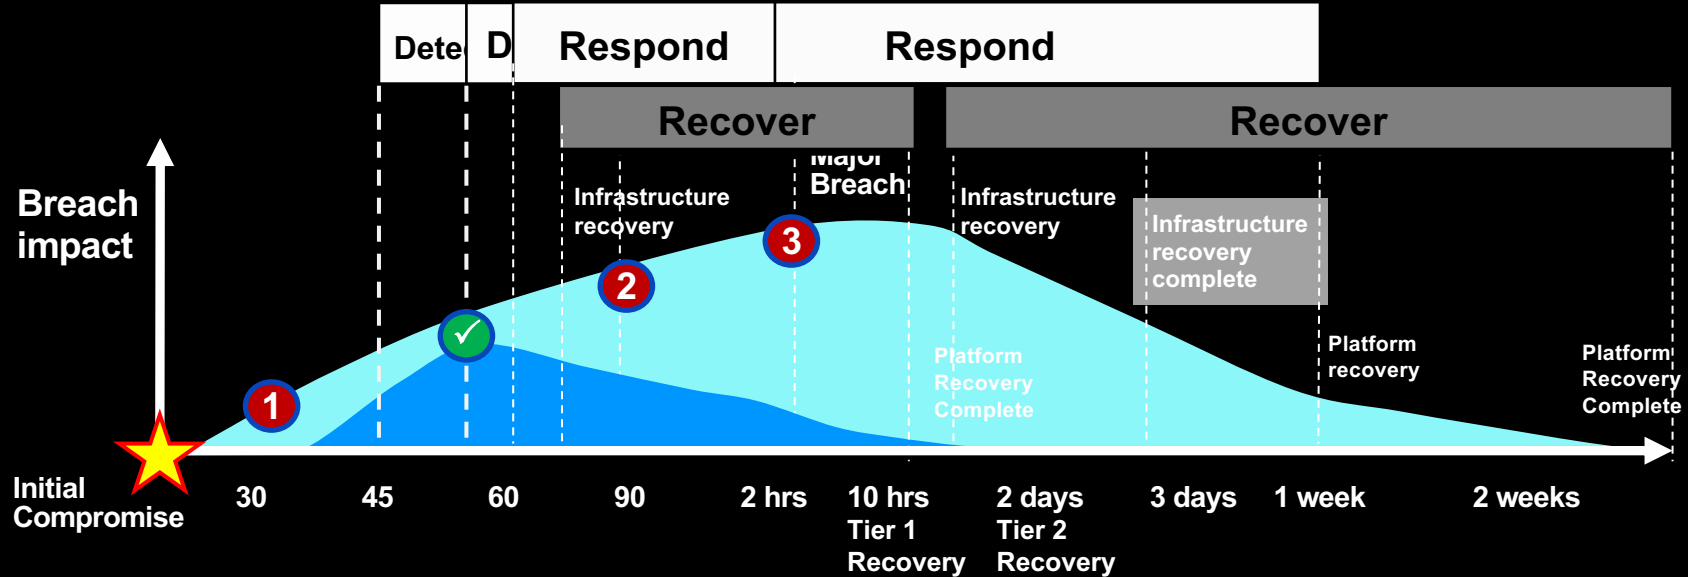 Dete
D
Respond
Respond
Recover
Recover
Breach
impact
Infrastructure
recovery
Major
Breach
Infrastructure
recovery
Infrastructure
recovery
complete
Platform
Recovery
Complete
Platform
recovery
Platform
Recovery
Complete
1
2
3
Initial
Compromise
30
45
60
90
2 hrs
10 hrs
Tier 1
Recovery
2 days
Tier 2
Recovery
3 days
1 week
2 weeks